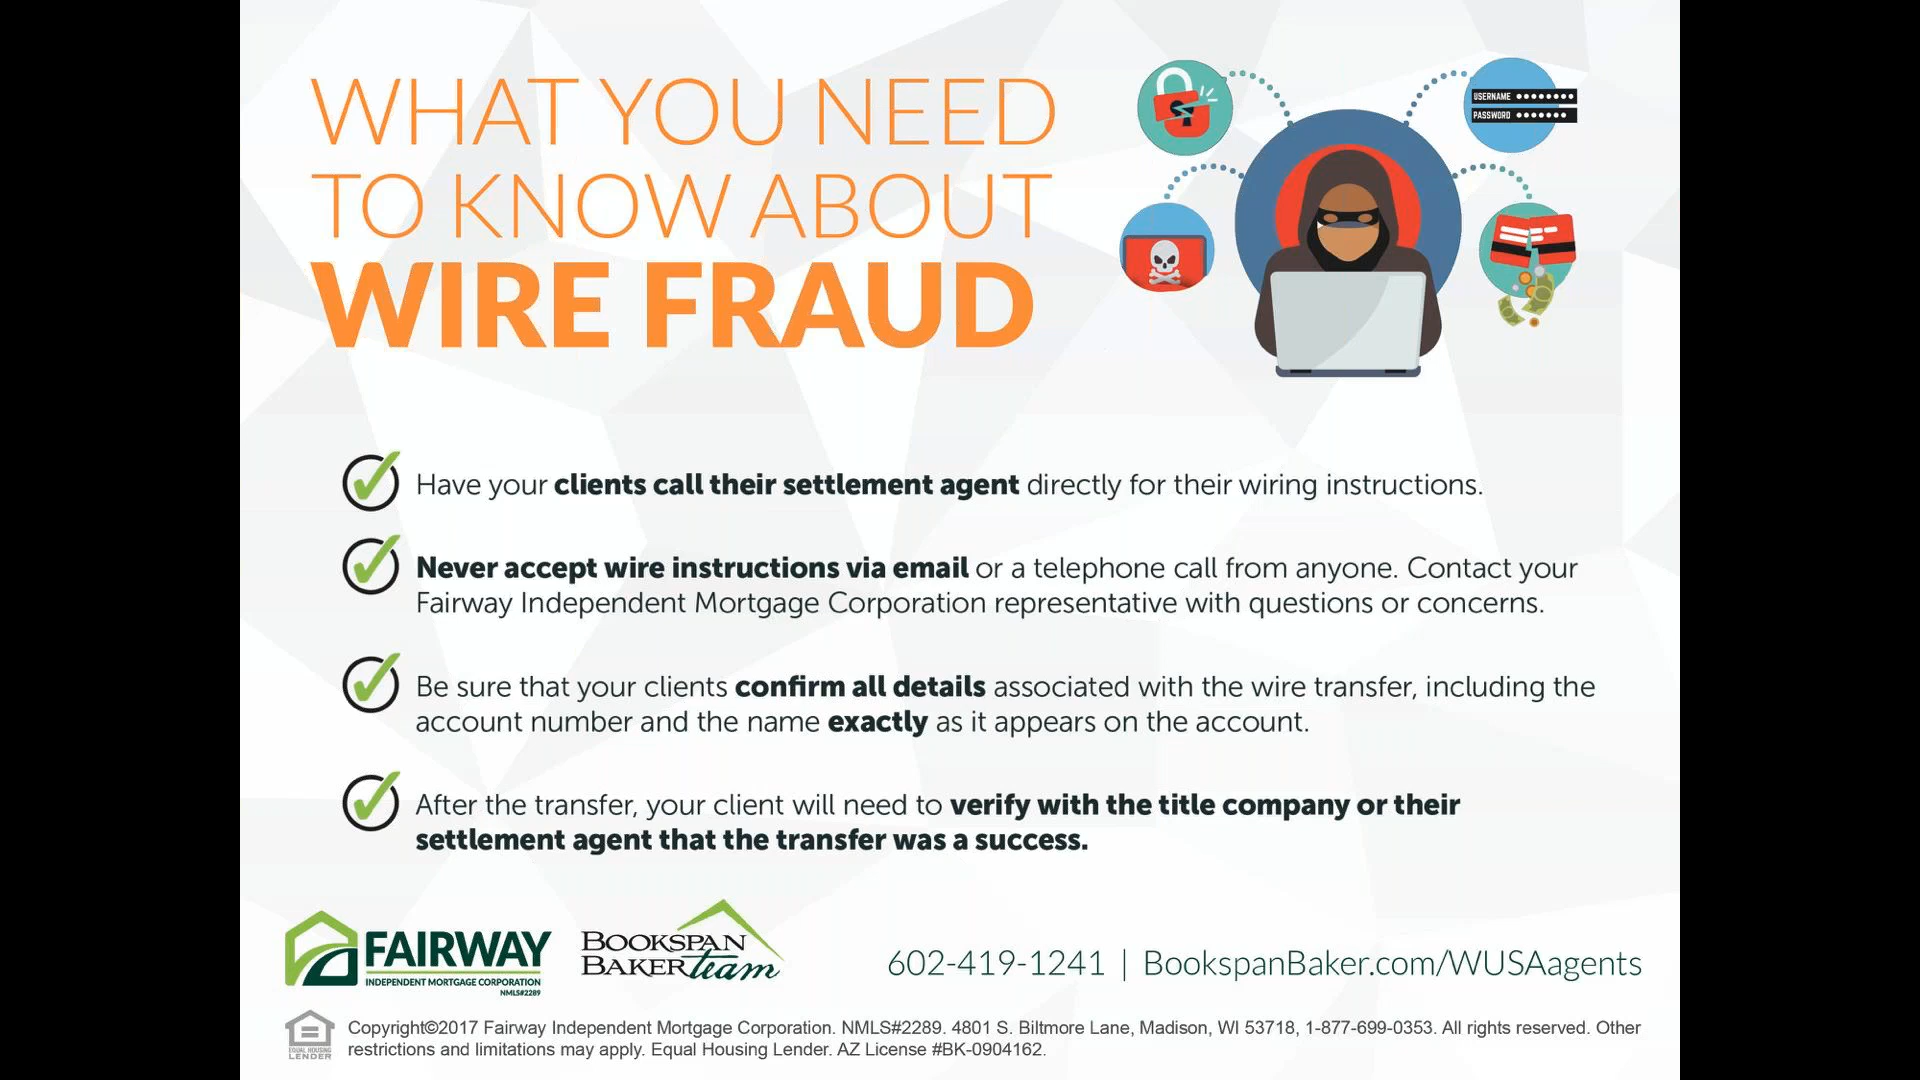 WHAT YOU NEED
TO KNOW ABOUT
WIRE FRAUD
USERNAME
PASSWORD
Have your clients call their settlement agent directly for their wiring instructions.
Never accept wire instructions via email or a telephone call from anyone. Contact your
Fairway Independent Mortgage Corporation representative with questions or concerns.
Be sure that your clients confirm all details associated with the wire transfer, including the
account number and the name exactly as it appears on the account.
After the transfer, your client will need to verify with the title company or their
settlement agent that the transfer was a success.
FAIRWAY
INDEPENDENT MORTGAGE CORPORATION
NMLS#2289
BOOKSPAN
BAKER team
602-419-1241 | BookspanBaker.com/WUSAagents
EQUAL HOUSING
LENDER
Copyright©2017 Fairway Independent Mortgage Corporation. NMLS#2289. 4801 S. Biltmore Lane, Madison, WI 53718, 1-877-699-0353. All rights reserved. Other
restrictions and limitations may apply. Equal Housing Lender. AZ License #BK-0904162.